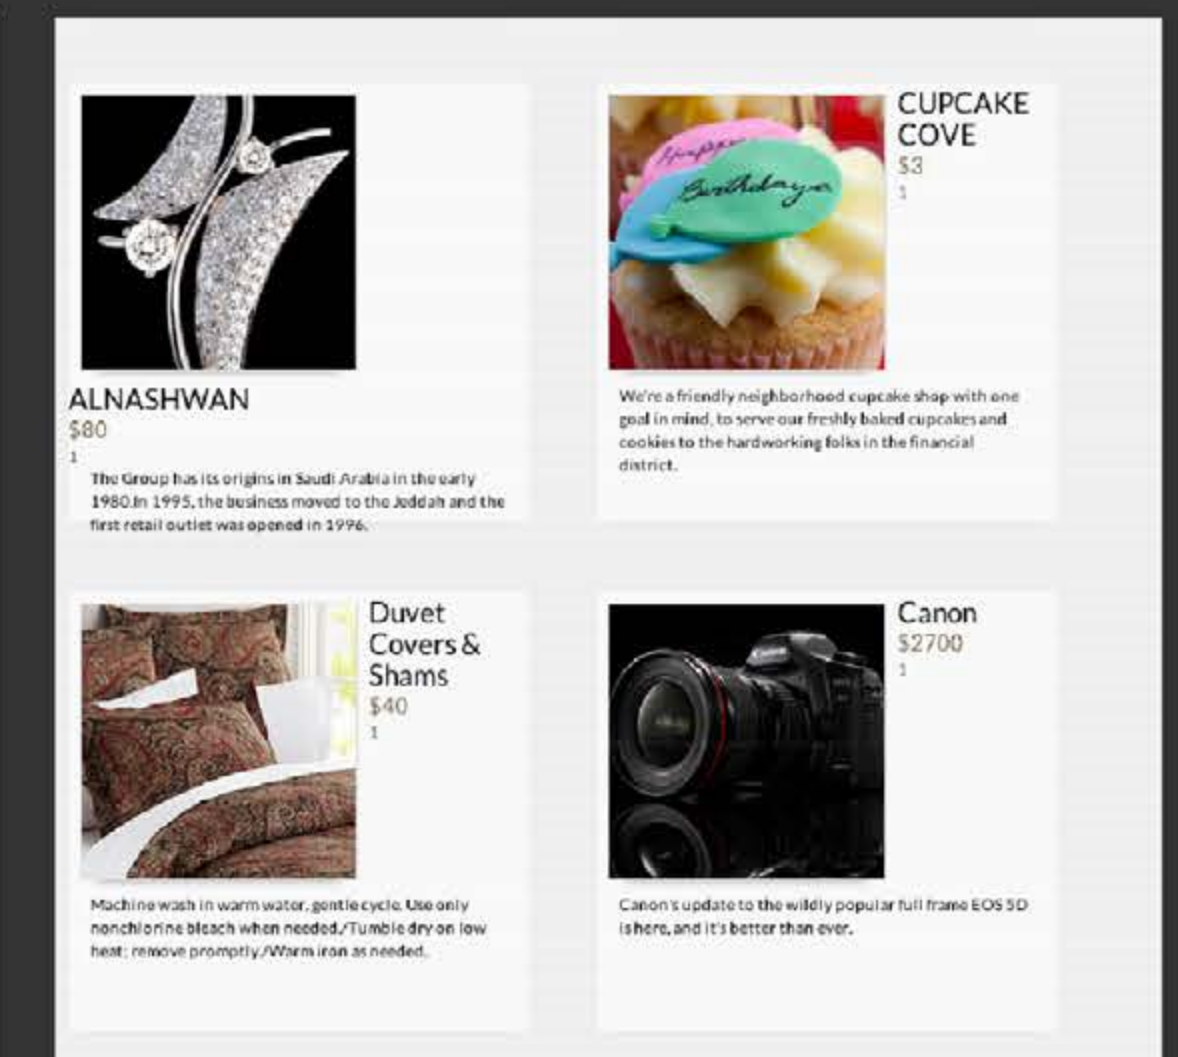 Happy
Birthday
CUPCAKE
COVE
$3
1
ALNASHWAN
$80
1
The Group has its origins in Saudi Arabia in the early
1980.In 1995, the business moved to the Jeddah and the
first retail outlet was opened in 1996.
We're a friendly neighborhood cupcake shop with one
goal in mind, to serve our freshly baked cupcakes and
cookies to the hardworking folks in the financial
district.
Duvet
Covers &
Shams
$40
1
Machine wash in warm water, gentle cycle. Use only
nonchlorine bleach when needed./Tumble dry on low
heat; remove promptly./Warm iron as needed.
Canon
Canon
$2700
1
Canon's update to the wildly popular full frame EOS 5D
is here, and it's better than ever.